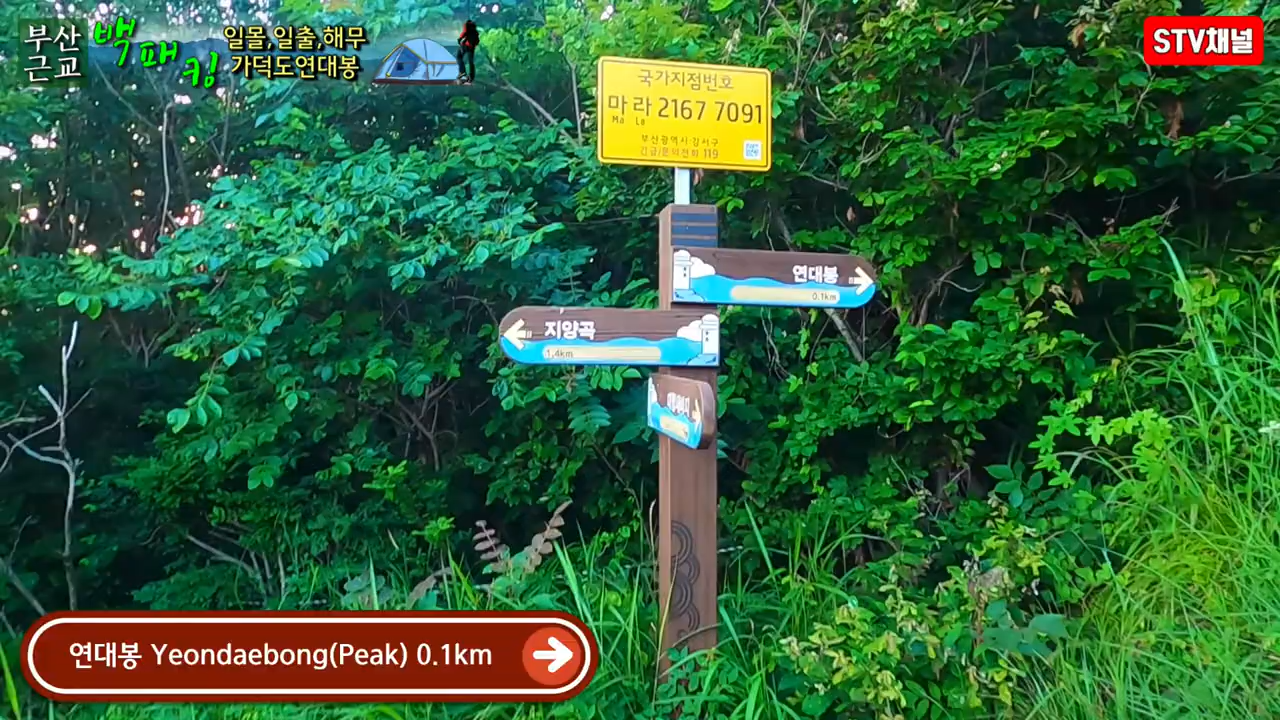 부산
근교
백패킹
일몰,일출,해무
가덕도연대봉
STV채널
국가지점번호
마 라 2167 7091
Ma La
부산광역시 강서구
긴급/문의전화 119
연대봉
0.1km
지양곡
1.4km
연대봉 Yeondaebong(Peak) 0.1km